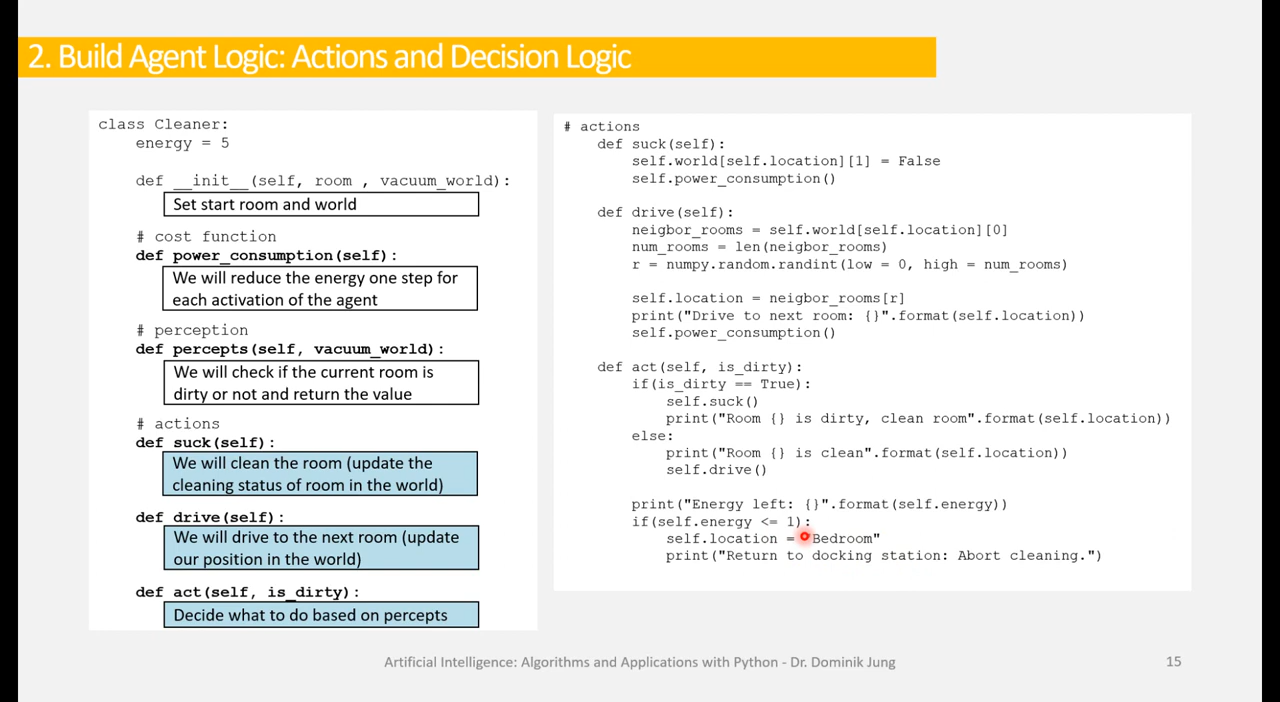 2. Build Agent Logic: Actions and Decision Logic
class Cleaner:
energy = 5
def __init__(self, room , vacuum_world):
Set start room and world
# cost function
def power_consumption(self):
We will reduce the energy one step for
each activation of the agent
# perception
def percepts(self, vacuum_world):
We will check if the current room is
dirty or not and return the value
# actions
def suck(self):
We will clean the room (update the
cleaning status of room in the world)
def drive(self):
We will drive to the next room (update
our position in the world)
def act(self, is_dirty):
Decide what to do based on percepts
# actions
def suck(self):
self.world[self.location][1] = False
self.power_consumption()
def drive(self):
neigbor_rooms = self.world[self.location][0]
num_rooms = len(neigbor_rooms)
r = numpy.random.randint(low = 0, high = num_rooms)
self.location = neigbor_rooms[r]
print("Drive to next room: {}".format(self.location))
self.power_consumption()
def act(self, is_dirty):
if(is_dirty == True):
self.suck()
print("Room {} is dirty, clean room".format(self.location))
else:
print("Room {} is clean".format(self.location))
self.drive()
print("Energy left: {}".format(self.energy))
if(self.energy <= 1):
self.location = Bedroom"
print("Return to docking station: Abort cleaning.")
Artificial Intelligence: Algorithms and Applications with Python - Dr. Dominik Jung
15